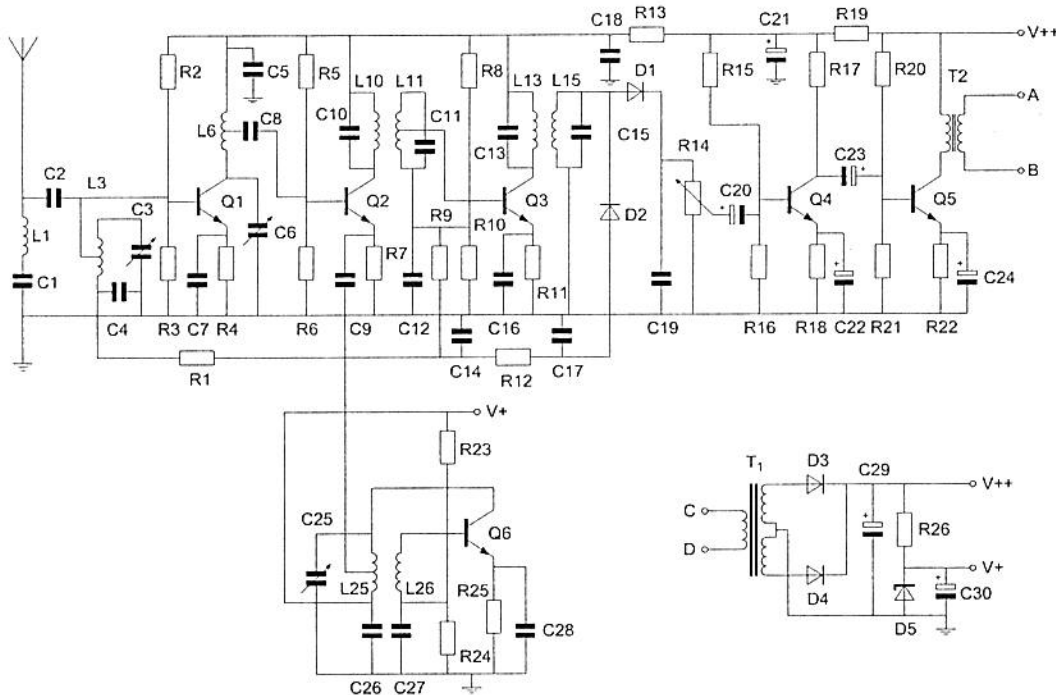 C18 R13 C21 R19
V++
R2 C5 R5 L10 L11 R8 L13 L15 D1 R15 R17 R20 T2
A
L6 C8 C10 C11 C13 C15 R14 C23
C2 L3 C3 Q1 Q2 Q3 D2 C20 Q4 Q5 B
L1 C6 R9 R10
C1 R7 R11 C24
C4 R3 C7 R4 R6 C9 C12 C16 C19 R16 R18 C22 R21 R22
R1 C14 R12 C17
V+
R23
C25 Q6
L25 L26 R25
R24 C28
C26 C27
T1 D3 C29
V++
C R26
D
V+
D4 D5 C30